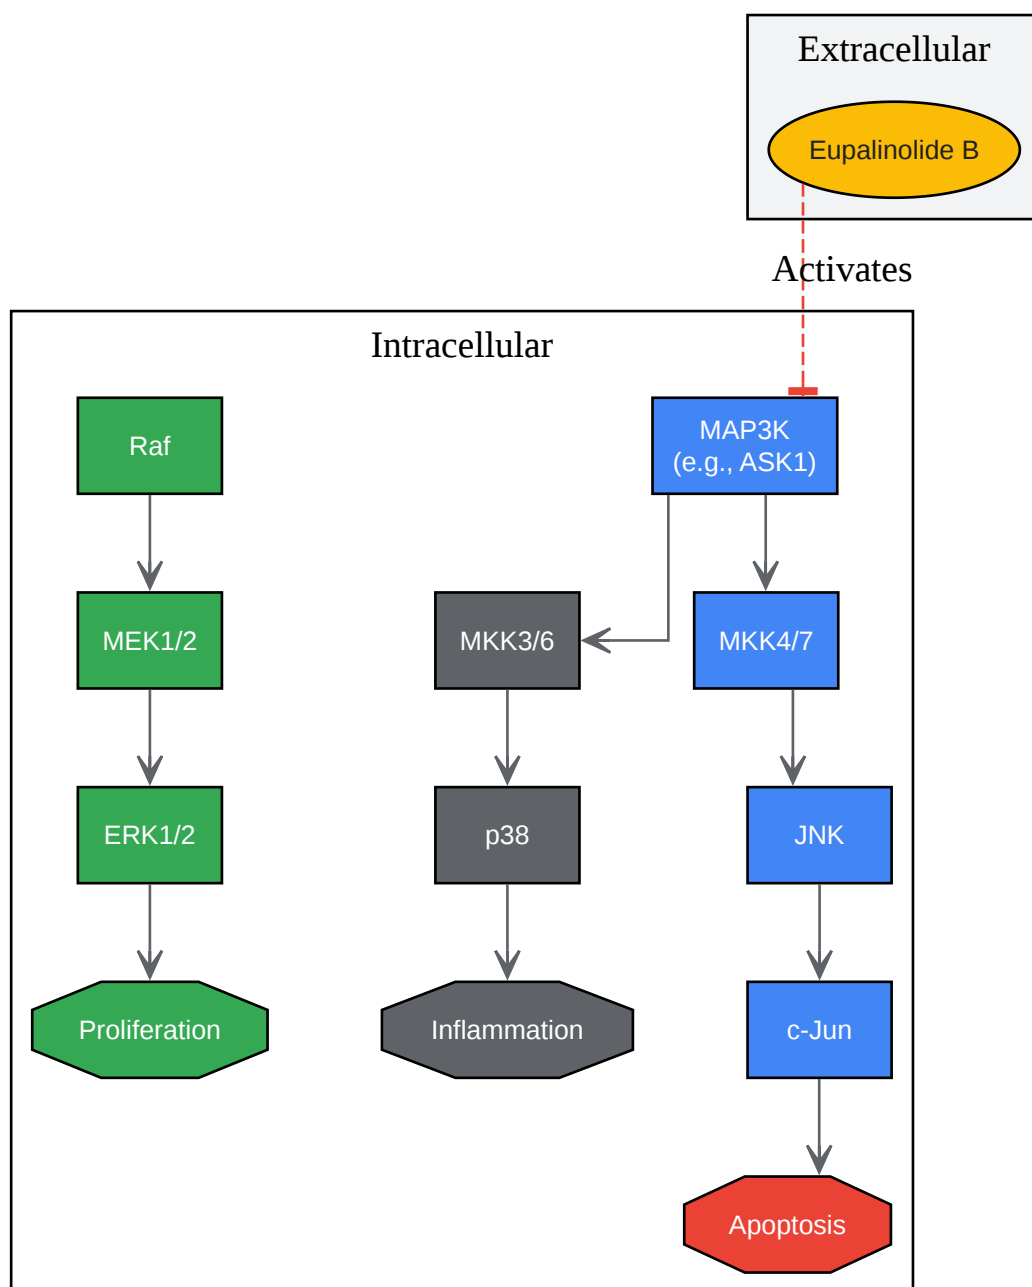 Extracellular
Eupalinolide B
Activates
Intracellular
Raf
MAP3K
(e.g., ASK1)
MEK1/2
MKK3/6
MKK4/7
ERK1/2
p38
JNK
Proliferation
Inflammation
c-Jun
Apoptosis